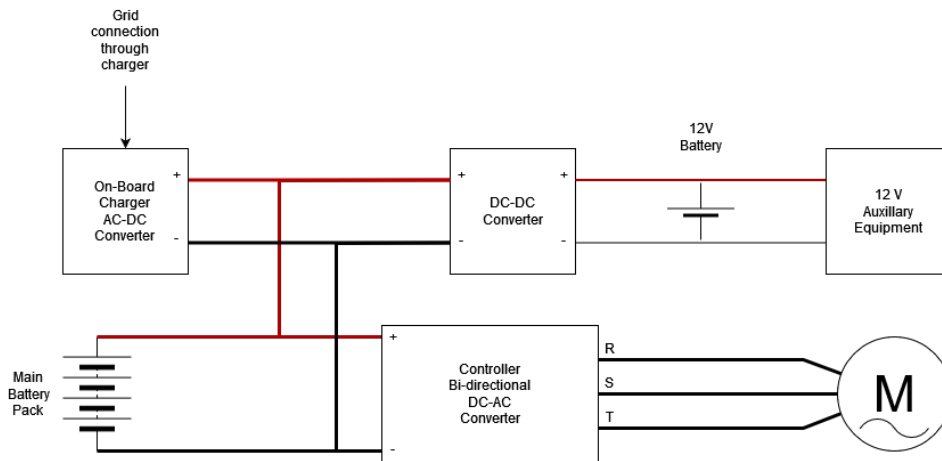 Grid
connection
through
charger
On-Board
Charger
AC-DC
Converter
+
-
DC-DC
Converter
+
-
+
-
12V
Battery
12 V
Auxillary
Equipment
Main
Battery
Pack
+
-
Controller
Bi-directional
DC-AC
Converter
R
S
T
M